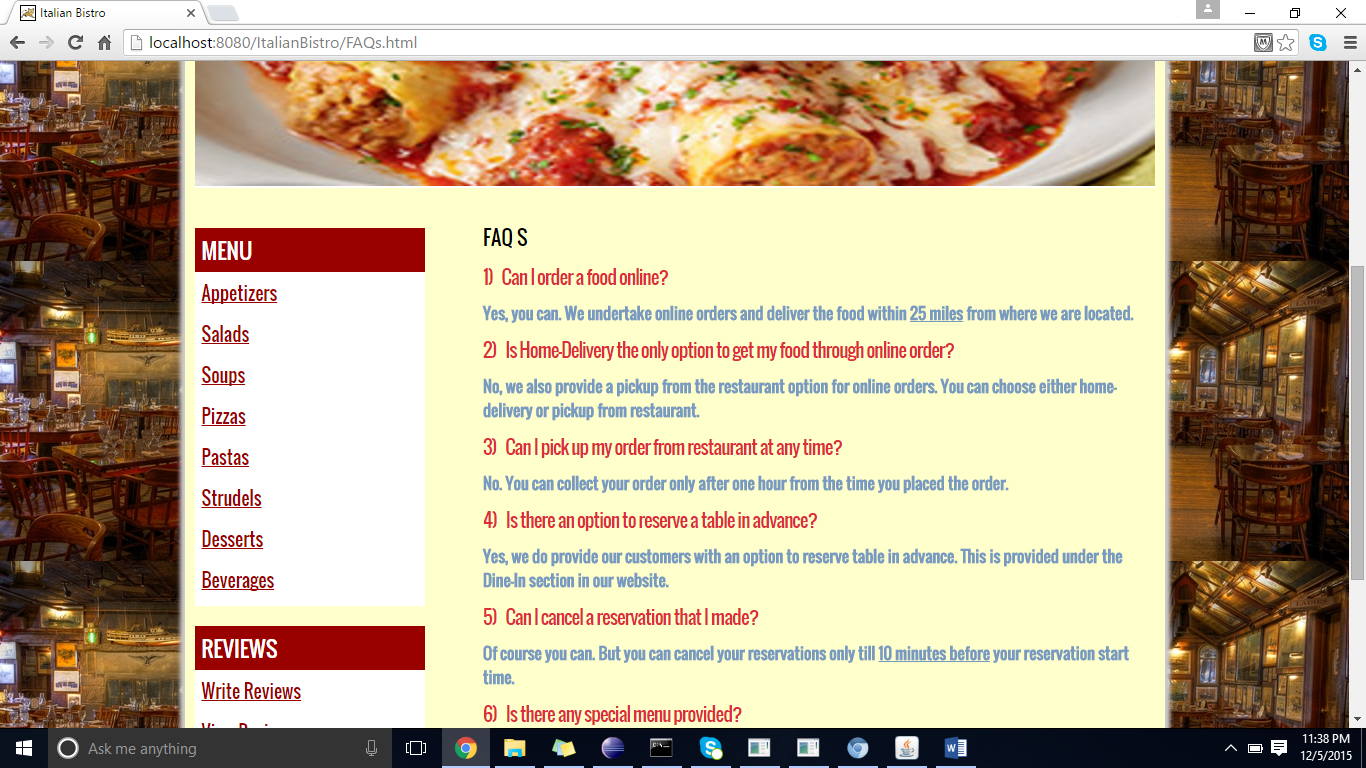 Italian Bistro
localhost:8080/ItalianBistro/FAQs.html
MENU
Appetizers
Salads
Soups
Pizzas
Pastas
Strudels
Desserts
Beverages
REVIEWS
Write Reviews
FAQ S
1) Can I order a food online?
Yes, you can. We undertake online orders and deliver the food within 25 miles from where we are located.
2) Is Home-Delivery the only option to get my food through online order?
No, we also provide a pickup from the restaurant option for online orders. You can choose either home-
delivery or pickup from restaurant.
3) Can I pick up my order from restaurant at any time?
No. You can collect your order only after one hour from the time you placed the order.
4) Is there an option to reserve a table in advance?
Yes, we do provide our customers with an option to reserve table in advance. This is provided under the
Dine-In section in our website.
5) Can I cancel a reservation that I made?
Of course you can. But you can cancel your reservations only till 10 minutes before your reservation start
time.
6) Is there any special menu provided?
Ask me anything
11:38 PM
12/5/2015